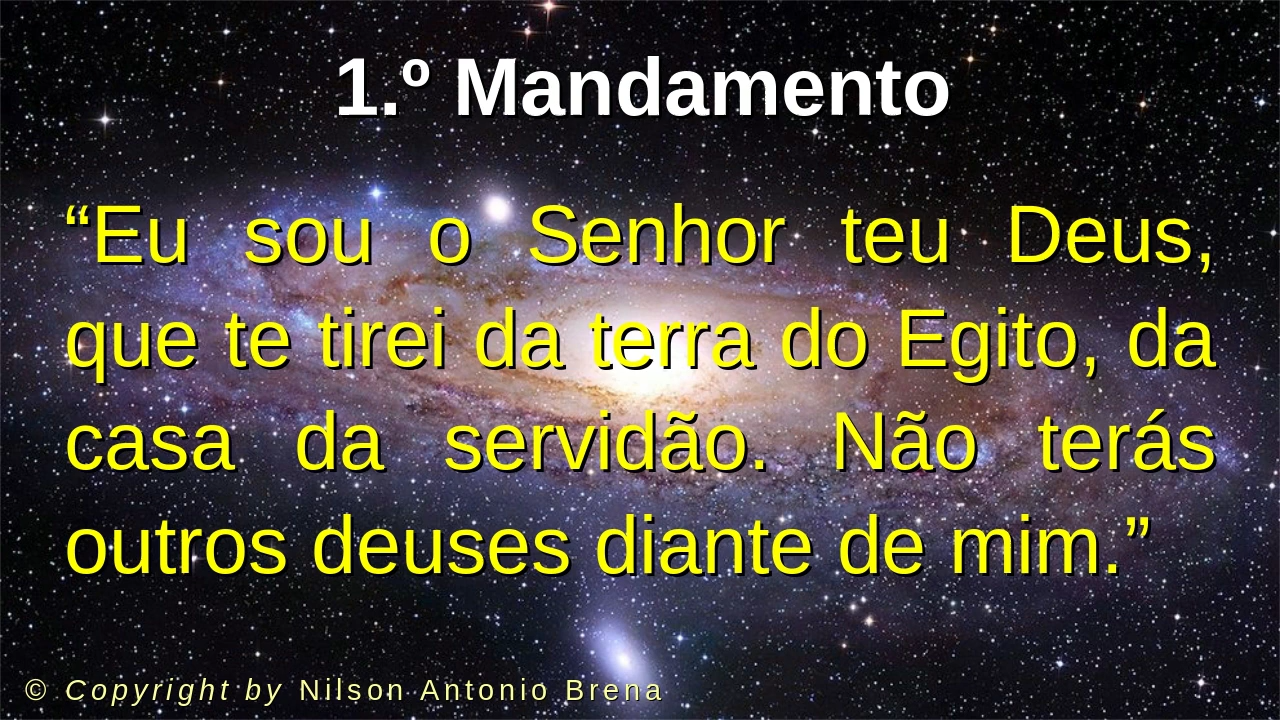 1.º Mandamento
“Eu sou o Senhor teu Deus,
que te tirei da terra do Egito, da
casa da servidão. Não terás
outros deuses diante de mim.”
© Copyright by Nilson Antonio Brena